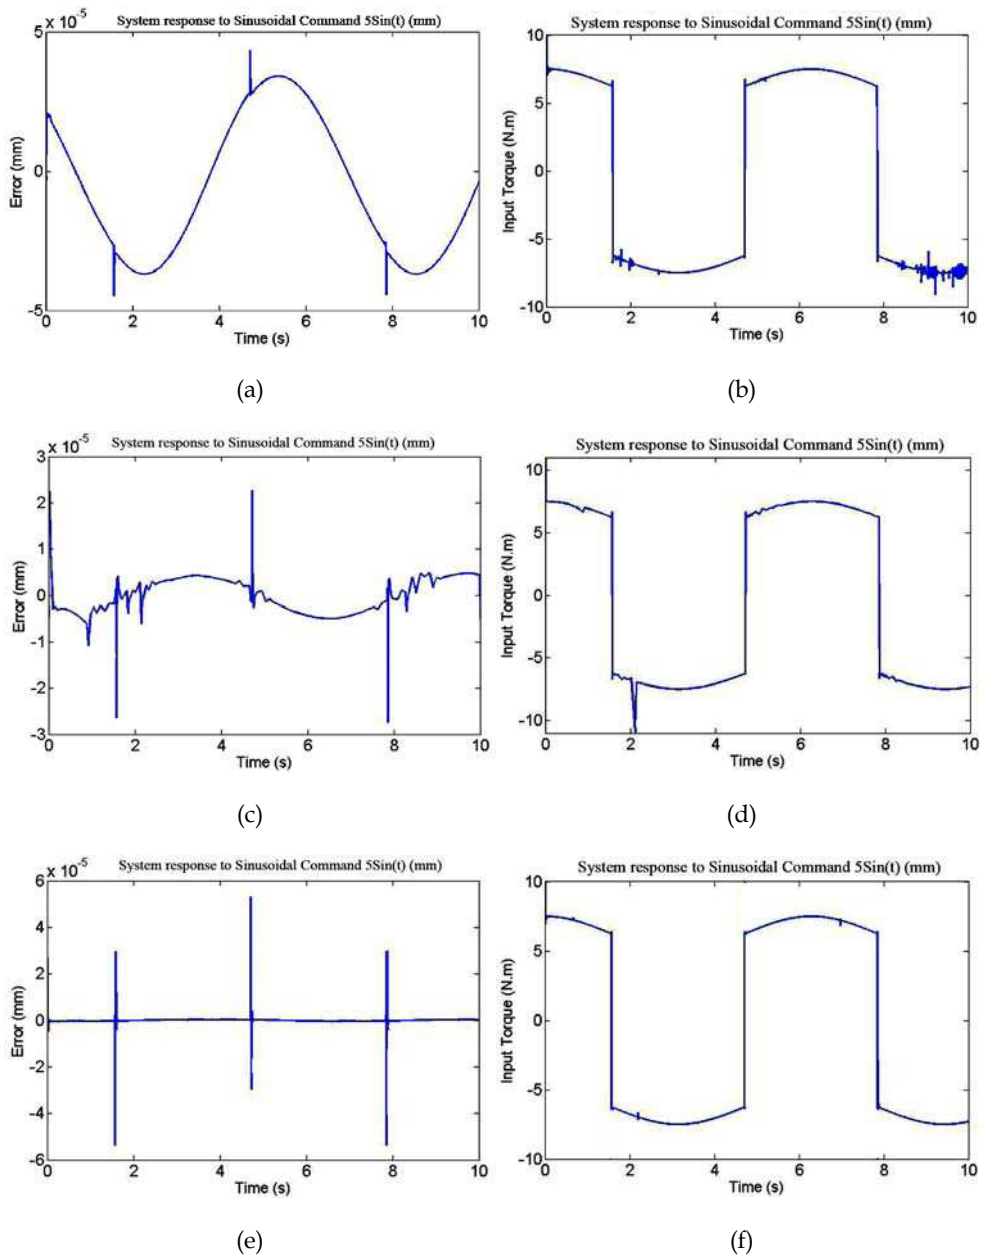 System response to Sinusoidal Command 5Sin(t) (mm)
x 10^-5
5
0
-5
Error (mm)
0 2 4 6 8 10
Time (s)
(a)
System response to Sinusoidal Command 5Sin(t) (mm)
10
5
0
-5
-10
Input Torque (N.m)
0 2 4 6 8 10
Time (s)
(b)
System response to Sinusoidal Command 5Sin(t) (mm)
x 10^-5
3
2
1
0
-1
-2
-3
Error (mm)
0 2 4 6 8 10
Time (s)
(c)
System response to Sinusoidal Command 5Sin(t) (mm)
10
5
0
-5
-10
Input Torque (N.m)
0 2 4 6 8 10
Time (s)
(d)
System response to Sinusoidal Command 5Sin(t) (mm)
x 10^-5
6
4
2
0
-2
-4
-6
Error (mm)
0 2 4 6 8 10
Time (s)
(e)
System response to Sinusoidal Command 5Sin(t) (mm)
10
5
0
-5
-10
Input Torque (N.m)
0 2 4 6 8 10
Time (s)
(f)